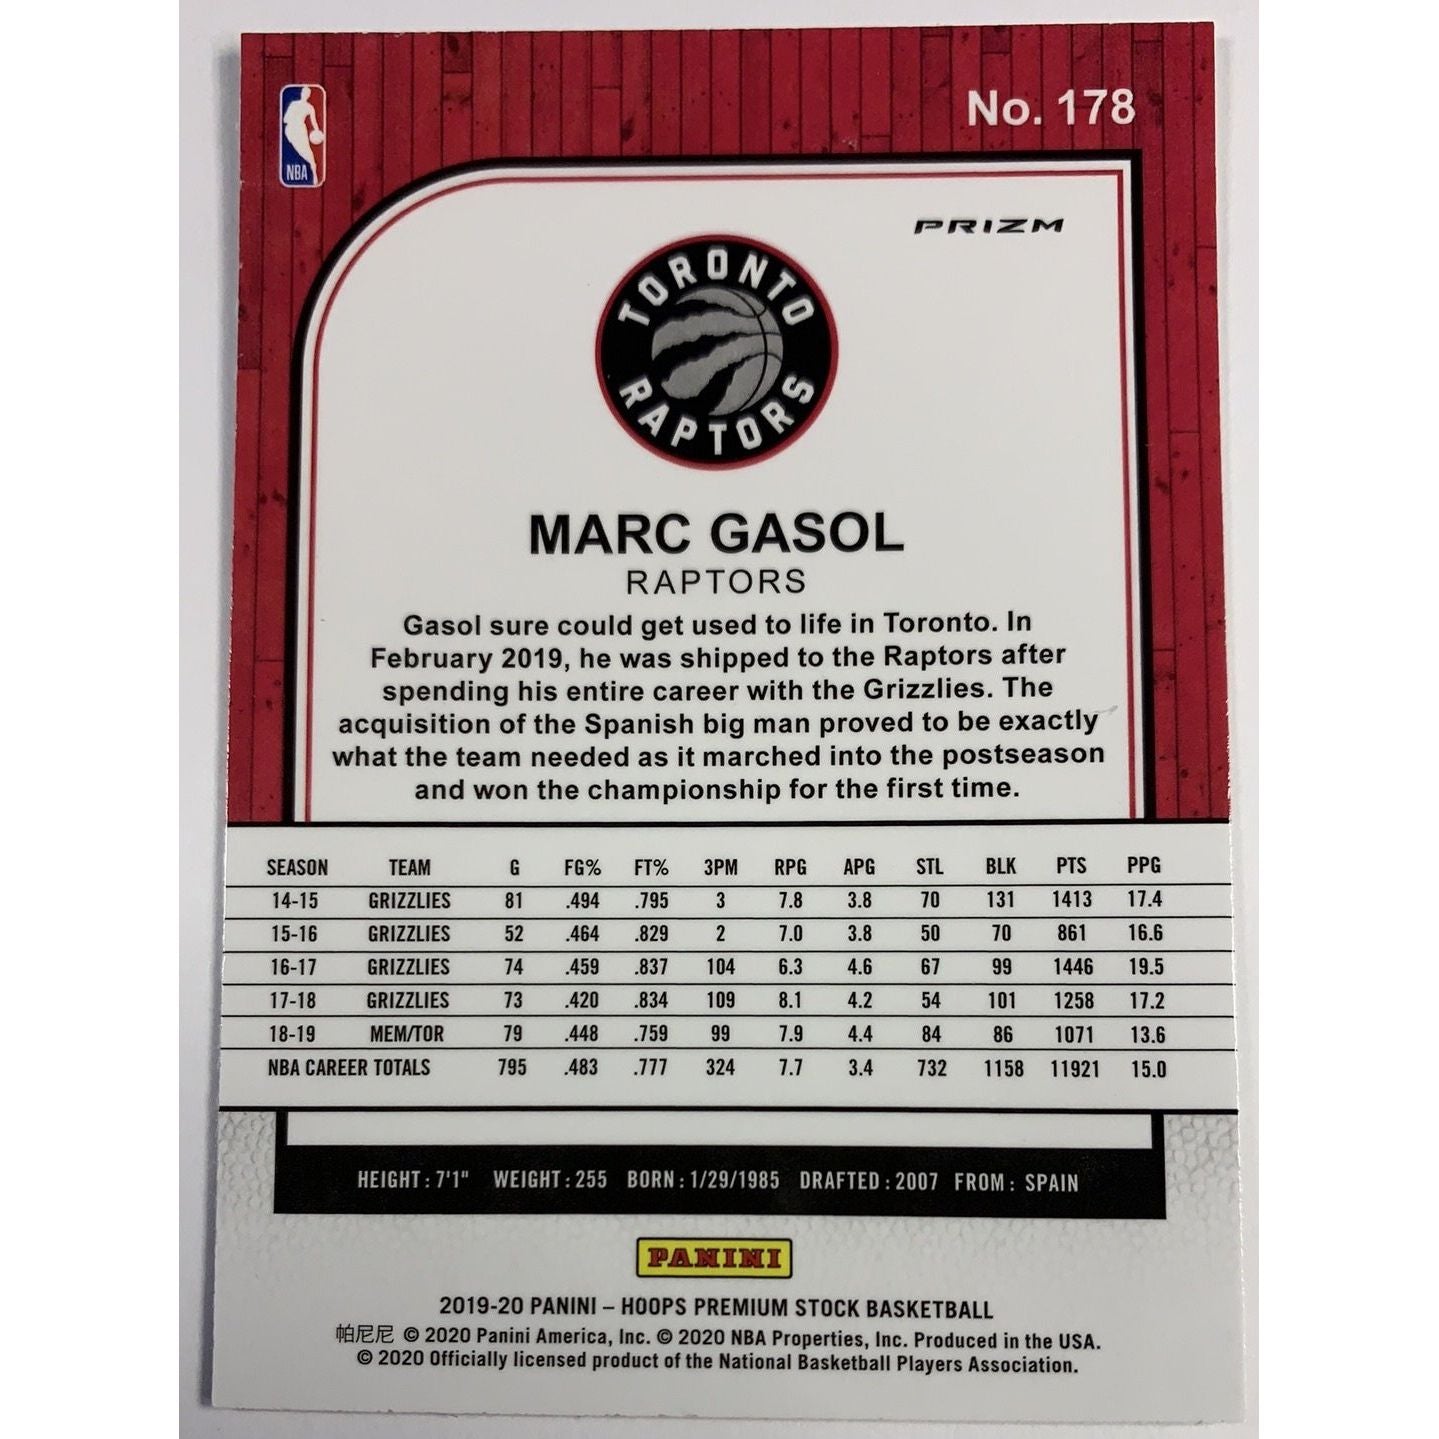 NBA
No. 178
PRIZM
TORONTO
RAPTORS
MARC GASOL
RAPTORS
Gasol sure could get used to life in Toronto. In
February 2019, he was shipped to the Raptors after
spending his entire career with the Grizzlies. The
acquisition of the Spanish big man proved to be exactly
what the team needed as it marched into the postseason
and won the championship for the first time.
SEASON TEAM G FG% FT% 3PM RPG APG STL BLK PTS PPG
14-15 GRIZZLIES 81 .494 .795 3 7.8 3.8 70 131 1413 17.4
15-16 GRIZZLIES 52 .464 .829 2 7.0 3.8 50 70 861 16.6
16-17 GRIZZLIES 74 .459 .837 104 6.3 4.6 67 99 1446 19.5
17-18 GRIZZLIES 73 .420 .834 109 8.1 4.2 54 101 1258 17.2
18-19 MEM/TOR 79 .448 .759 99 7.9 4.4 84 86 1071 13.6
NBA CAREER TOTALS 795 .483 .777 324 7.7 3.4 732 1158 11921 15.0
HEIGHT: 7'1" WEIGHT: 255 BORN: 1/29/1985 DRAFTED: 2007 FROM: SPAIN
PANINI
2019-20 PANINI – HOOPS PREMIUM STOCK BASKETBALL
帕尼尼 © 2020 Panini America, Inc. © 2020 NBA Properties, Inc. Produced in the USA.
© 2020 Officially licensed product of the National Basketball Players Association.